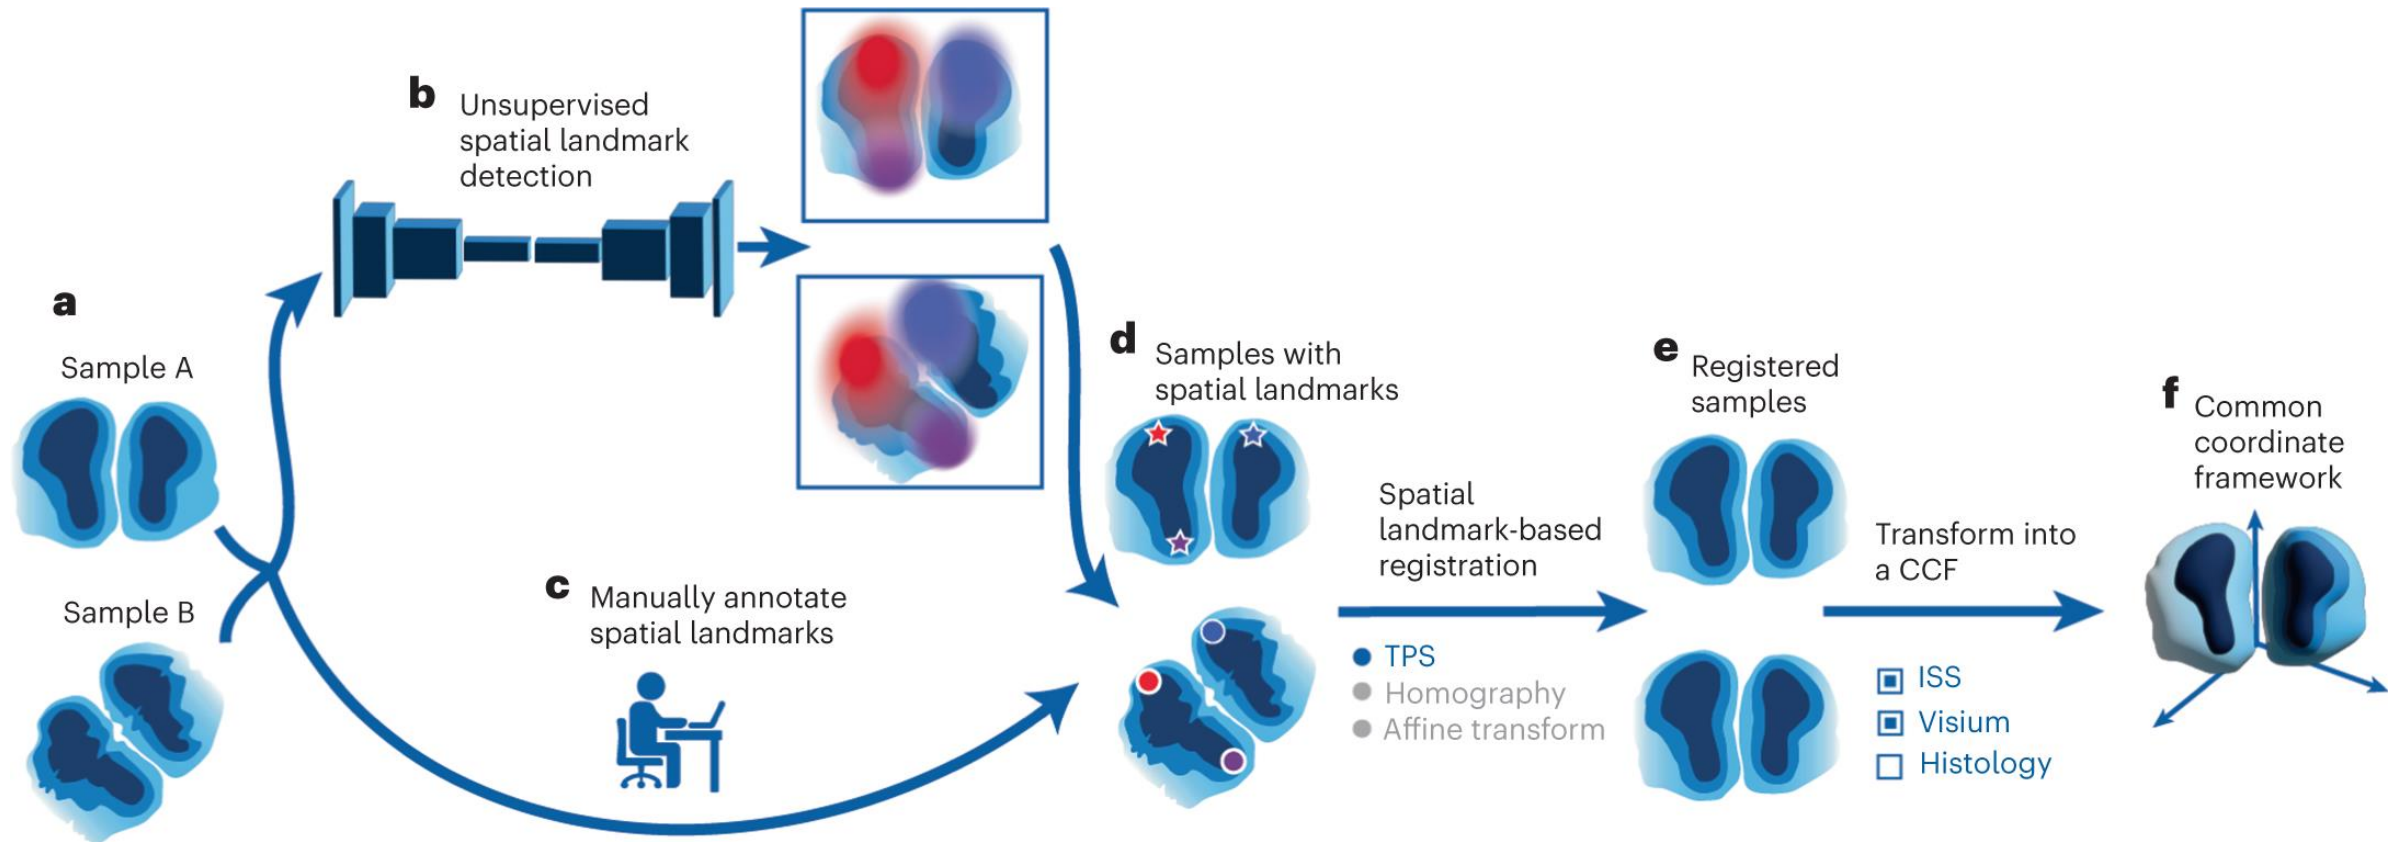 a
Sample A
Sample B
b
Unsupervised
spatial landmark
detection
c
Manually annotate
spatial landmarks
d
Samples with
spatial landmarks
Spatial
landmark-based
registration
TPS
Homography
Affine transform
e
Registered
samples
Transform into
a CCF
ISS
Visium
Histology
f
Common
coordinate
framework